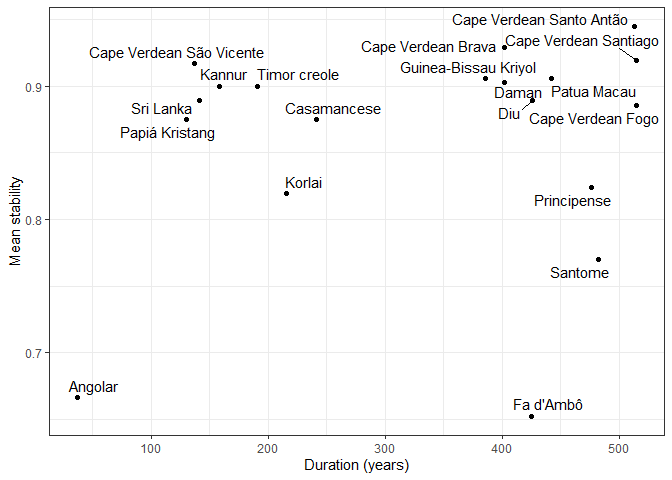 Cape Verdean Santo Antão
Cape Verdean Brava
Cape Verdean Santiago
Cape Verdean São Vicente
Guinea-Bissau Kriyol
Kannur
Timor creole
0.9
Daman
Patua Macau
Sri Lanka
Casamancese
Diu
Cape Verdean Fogo
Papiá Kristang
Korlai
Principense
0.8
Mean stability
Santome
0.7
Angolar
Fa d'Ambô
100
200
300
400
500
Duration (years)